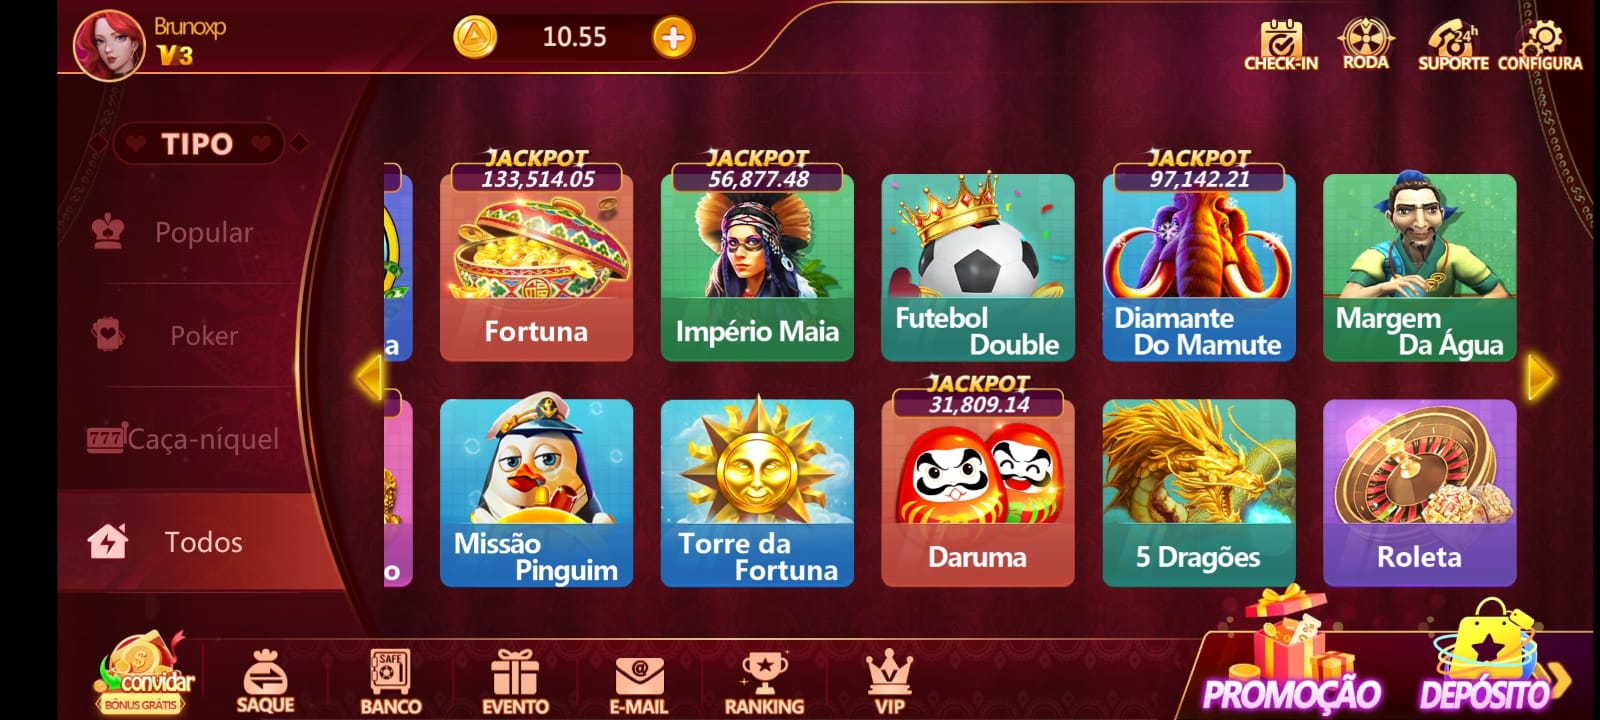 Brunoxp
V3
10.55
CHECK-IN
RODA
24h
SUPORTE
CONFIGURA
TIPO
Popular
Poker
777
Caça-níquel
Todos
a
JACKPOT
133,514.05
Fortuna
JACKPOT
56,877.48
Império Maia
Futebol
Double
JACKPOT
97,142.21
Diamante
Do Mamute
Margem
Da Água
o
Missão
Pinguim
Torre da
Fortuna
JACKPOT
31,809.14
Daruma
5 Dragões
Roleta
convidar
BÔNUS GRÁTIS
SAQUE
SAFE
BANCO
EVENTO
@
E-MAIL
RANKING
VIP
%
PROMOÇÃO
DEPÓSITO